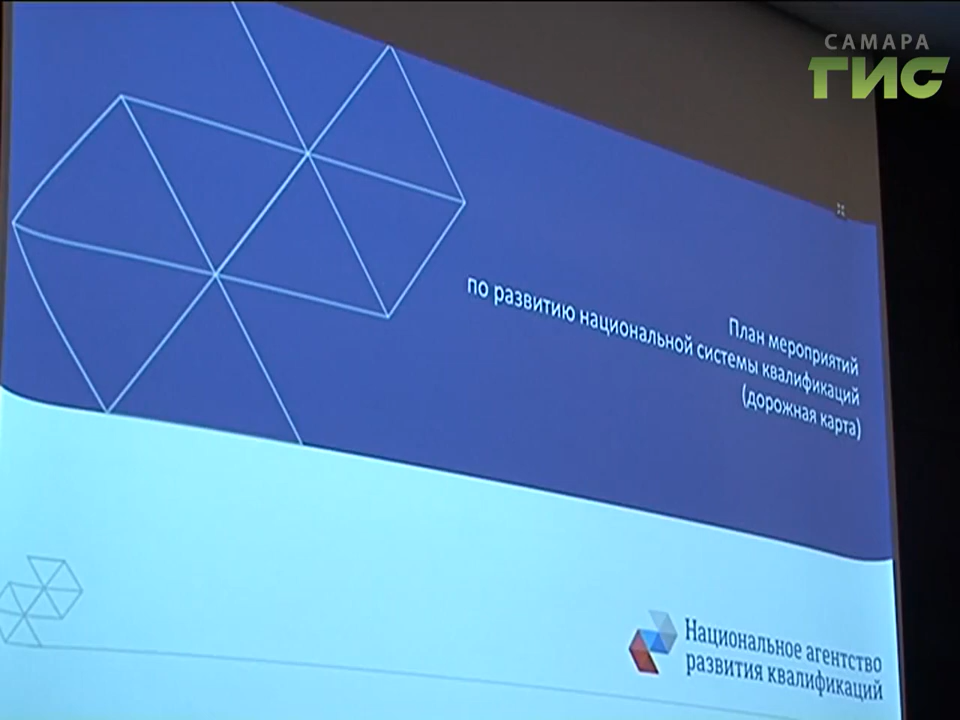 САМАРА
ГИС
План мероприятий
по развитию национальной системы квалификаций
(дорожная карта)
Национальное агентство
развития квалификаций